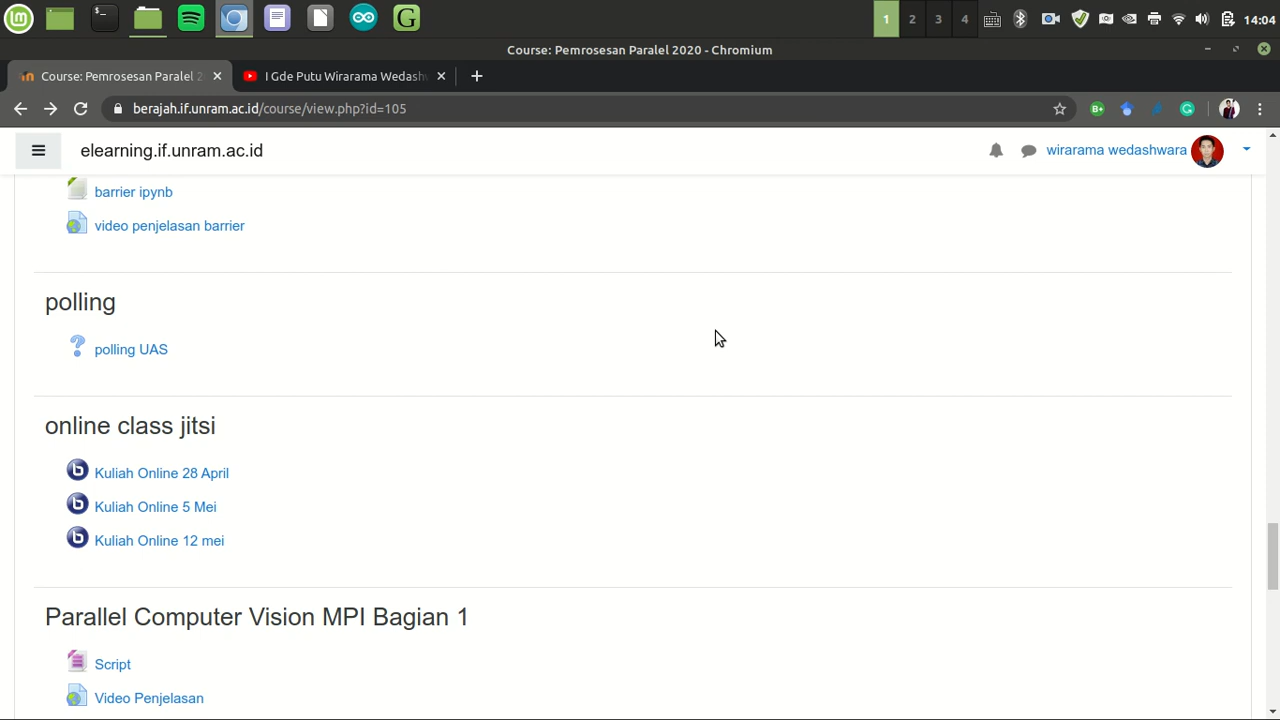 1 2 3 4 14:04
Course: Pemrosesan Paralel 2020 - Chromium
Course: Pemrosesan Paralel 2
I Gde Putu Wirarama Wedash
berajah.if.unram.ac.id/course/view.php?id=105
elearning.if.unram.ac.id
wirarama wedashwara
barrier ipynb
video penjelasan barrier
polling
polling UAS
online class jitsi
Kuliah Online 28 April
Kuliah Online 5 Mei
Kuliah Online 12 mei
Parallel Computer Vision MPI Bagian 1
Script
Video Penjelasan